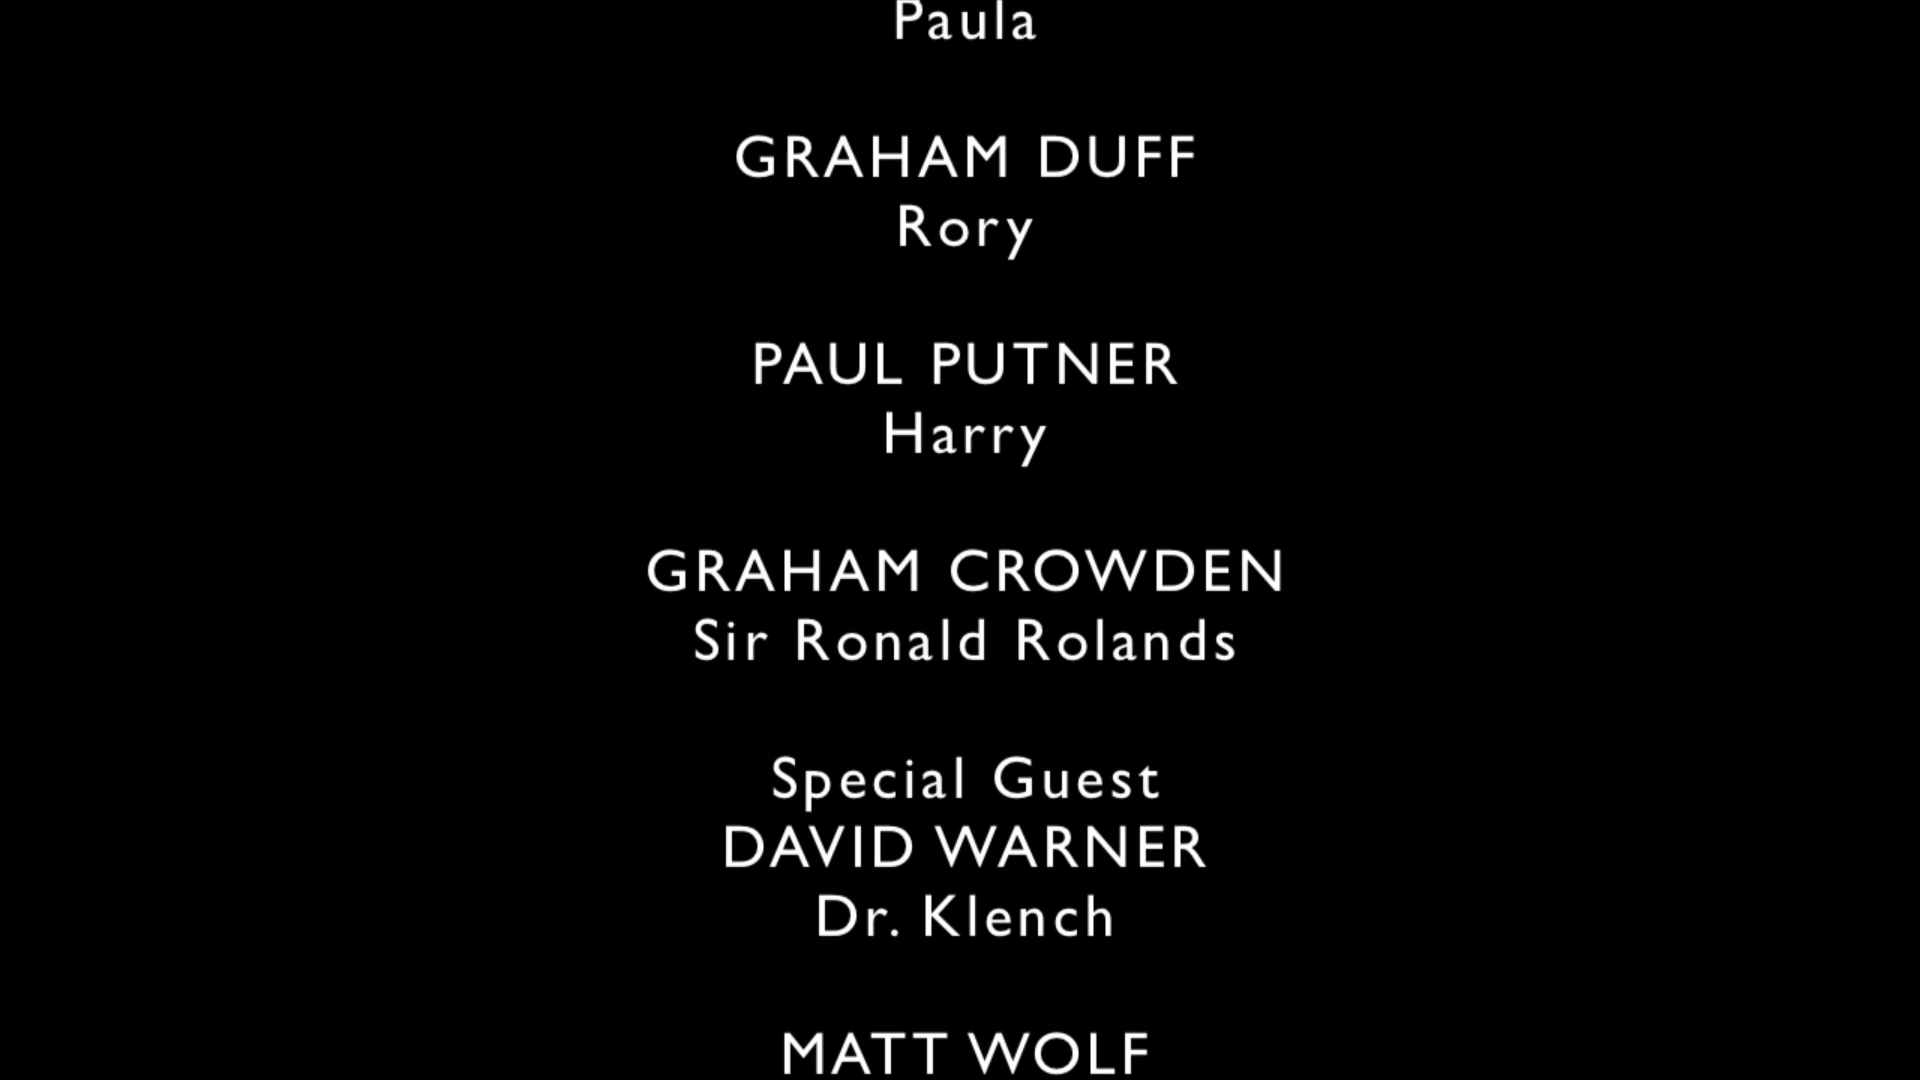 Paula
GRAHAM DUFF
Rory
PAUL PUTNER
Harry
GRAHAM CROWDEN
Sir Ronald Rolands
Special Guest
DAVID WARNER
Dr. Klench
MATT WOLF